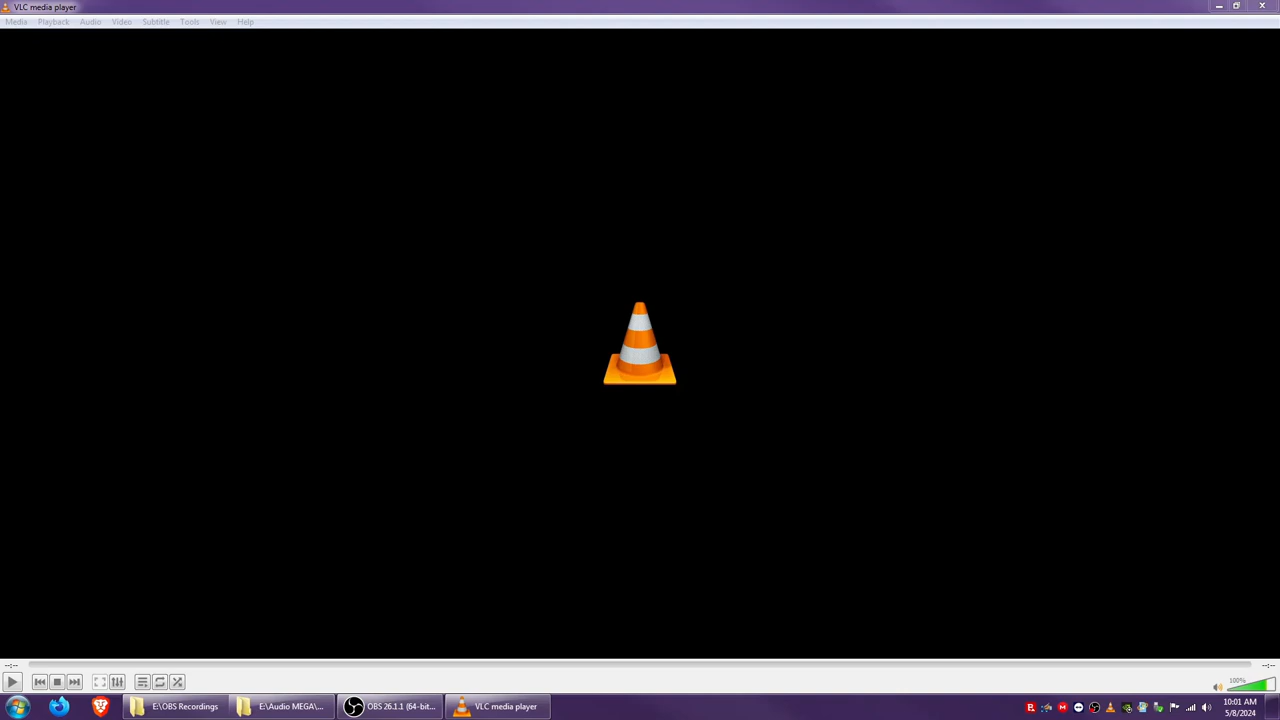 VLC media player
Media Playback Audio Video Subtitle Tools View Help
--:-- --:--
100%
E:\OBS Recordings E:\Audio MEGA\... OBS 26.1.1 (64-bit... VLC media player
10:01 AM
5/8/2024